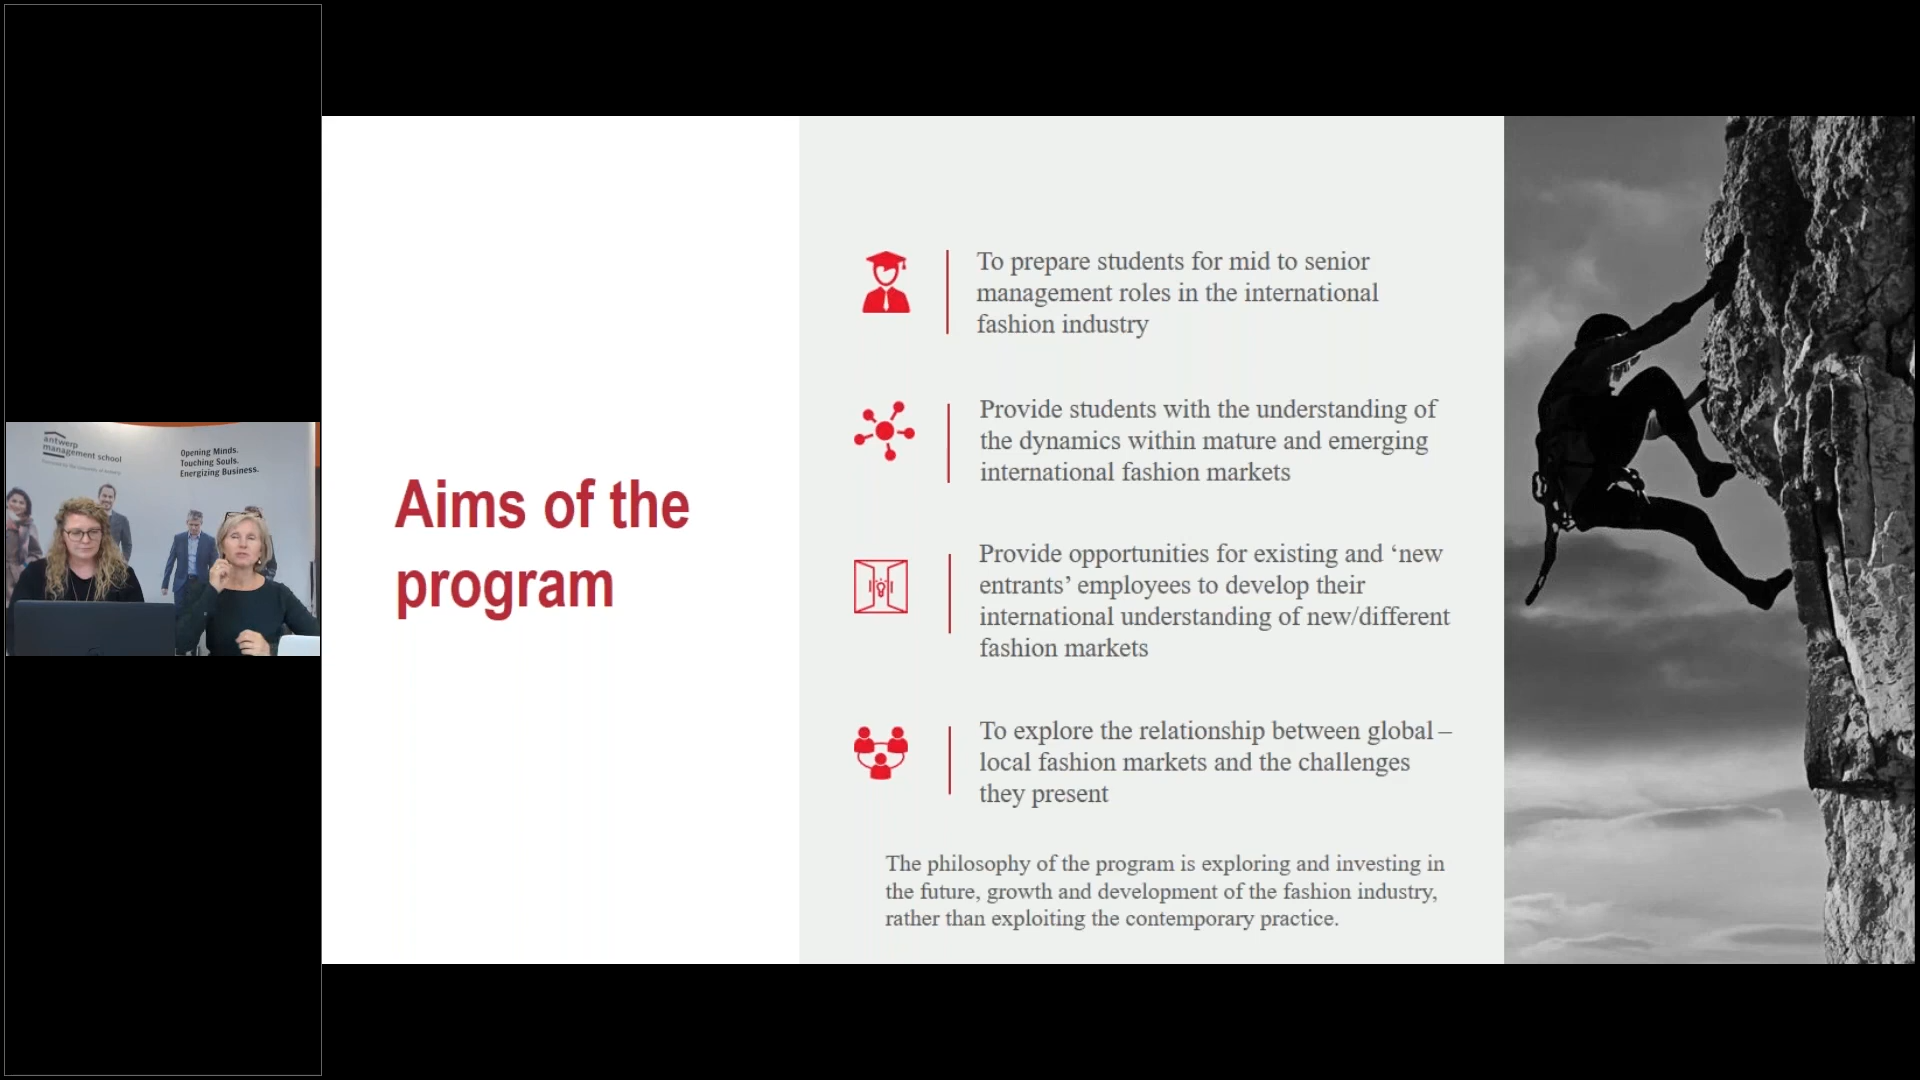 antwerp
management school
Opening Minds.
Touching Souls.
Energizing Business.
Aims of the
program
To prepare students for mid to senior
management roles in the international
fashion industry
Provide students with the understanding of
the dynamics within mature and emerging
international fashion markets
Provide opportunities for existing and ‘new
entrants’ employees to develop their
international understanding of new/different
fashion markets
To explore the relationship between global –
local fashion markets and the challenges
they present
The philosophy of the program is exploring and investing in
the future, growth and development of the fashion industry,
rather than exploiting the contemporary practice.